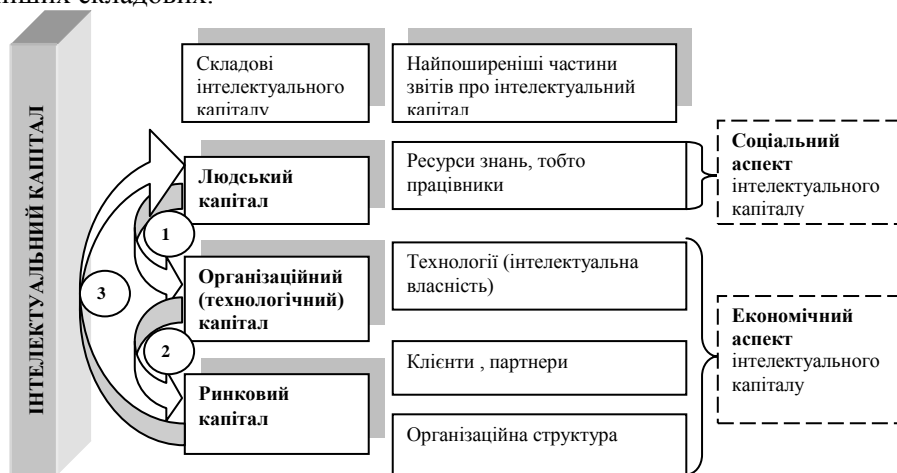 інших складових.
ІНТЕЛЕКТУАЛЬНИЙ КАПІТАЛ
Складові
інтелектуального
капіталу
Найпоширеніші частини
звітів про інтелектуальний
капітал
Людський
капітал
Ресурси знань, тобто
працівники
Соціальний
аспект
інтелектуального
капіталу
1
Організаційний
(технологічний)
капітал
Технології (інтелектуальна
власність)
3
2
Клієнти , партнери
Економічний
аспект
інтелектуального
капіталу
Ринковий
капітал
Організаційна структура